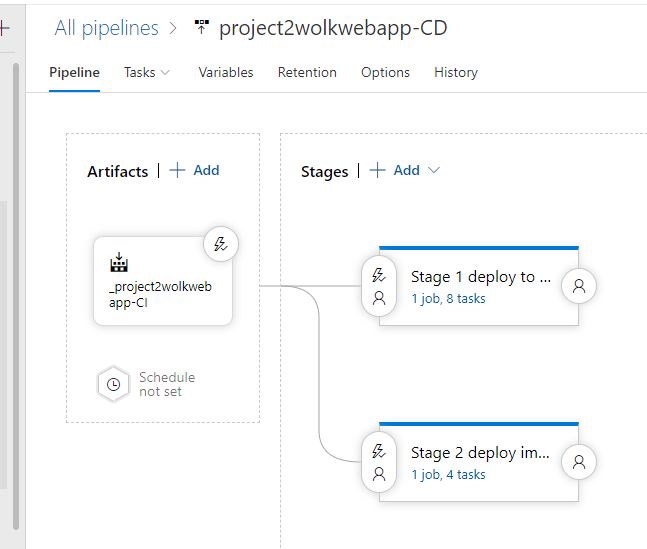 All pipelines > project2wolkwebapp-CD
Pipeline Tasks Variables Retention Options History
Artifacts | + Add
Stages | + Add
_project2wolkweb
app-CI
Schedule
not set
Stage 1 deploy to ...
1 job, 8 tasks
Stage 2 deploy im...
1 job, 4 tasks